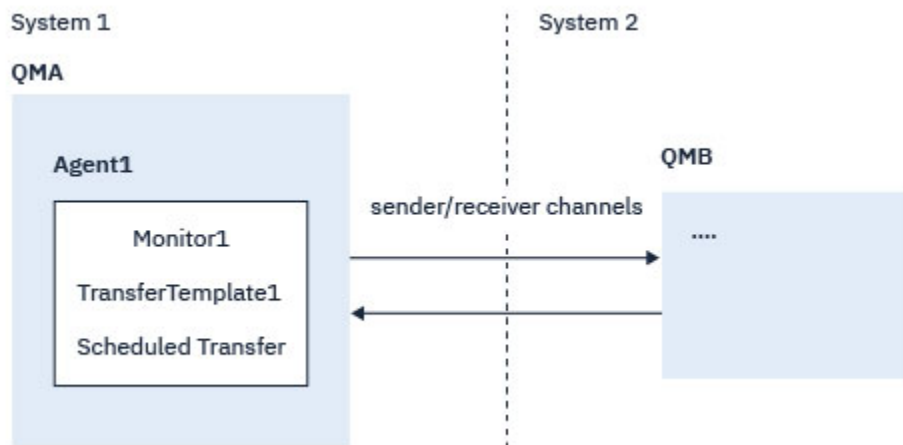 System 1
System 2
QMA
Agent1
Monitor1
TransferTemplate1
Scheduled Transfer
sender/receiver channels
QMB
....